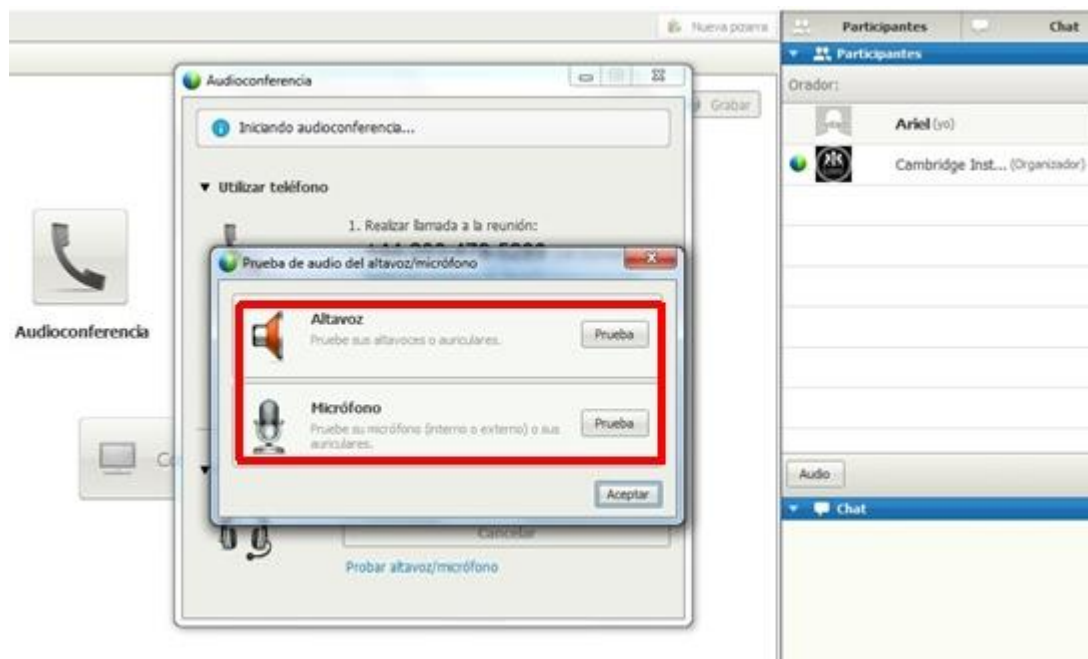 Nueva pizarra
Participantes
Chat
Participantes
Orador:
Ariel (yo)
Cambridge Inst... (Organizador)
Audioconferencia
Grabar
Iniciando audioconferencia...
Utilizar teléfono
1. Realizar llamada a la reunión:
Prueba de audio del altavoz/micrófono
Altavoz
Pruebe sus altavoces o auriculares.
Prueba
Micrófono
Pruebe su micrófono (interno o externo) o sus
auriculares.
Prueba
Aceptar
Cancelar
Probar altavoz/micrófono
Audioconferencia
Audio
Chat